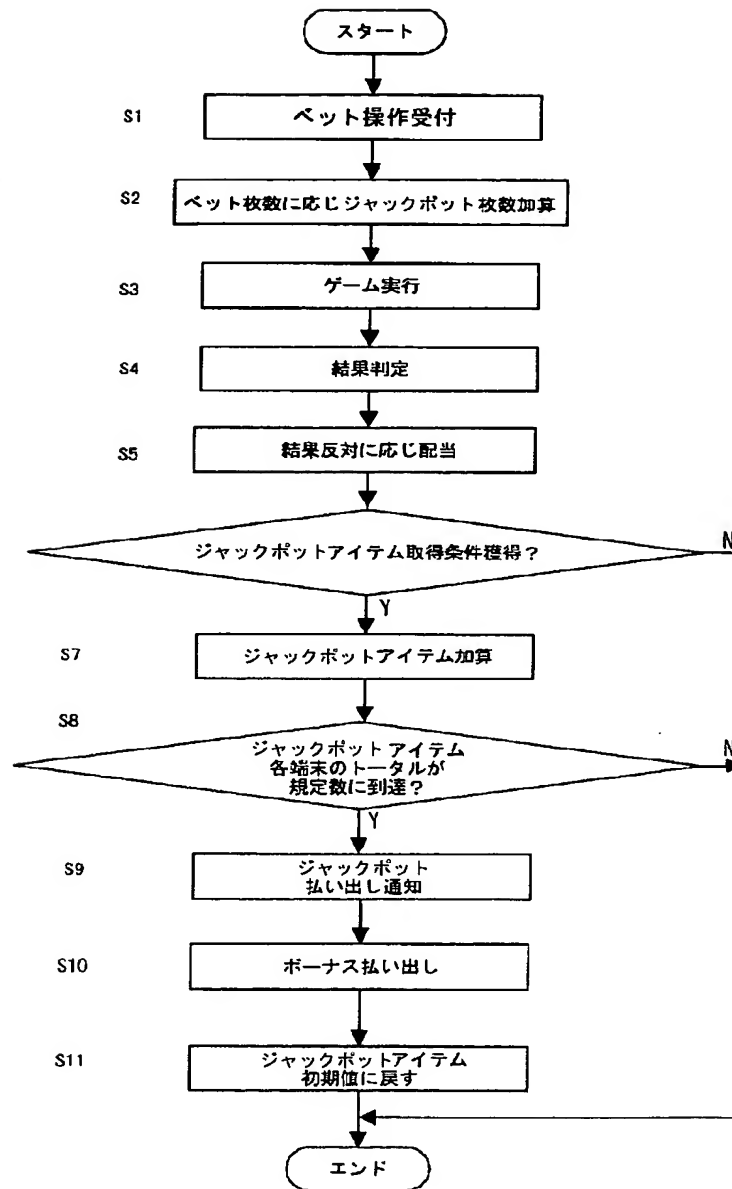 スタート
S1
ベット操作受付
S2
ベット枚数に応じジャックポット枚数加算
S3
ゲーム実行
S4
結果判定
S5
結果反対に応じ配当
ジャックポットアイテム取得条件獲得？
N
Y
S7
ジャックポットアイテム加算
S8
ジャックポットアイテム
各端末のトータルが
規定数に到達？
N
Y
S9
ジャックポット
払い出し通知
S10
ボーナス払い出し
S11
ジャックポットアイテム
初期値に戻す
エンド